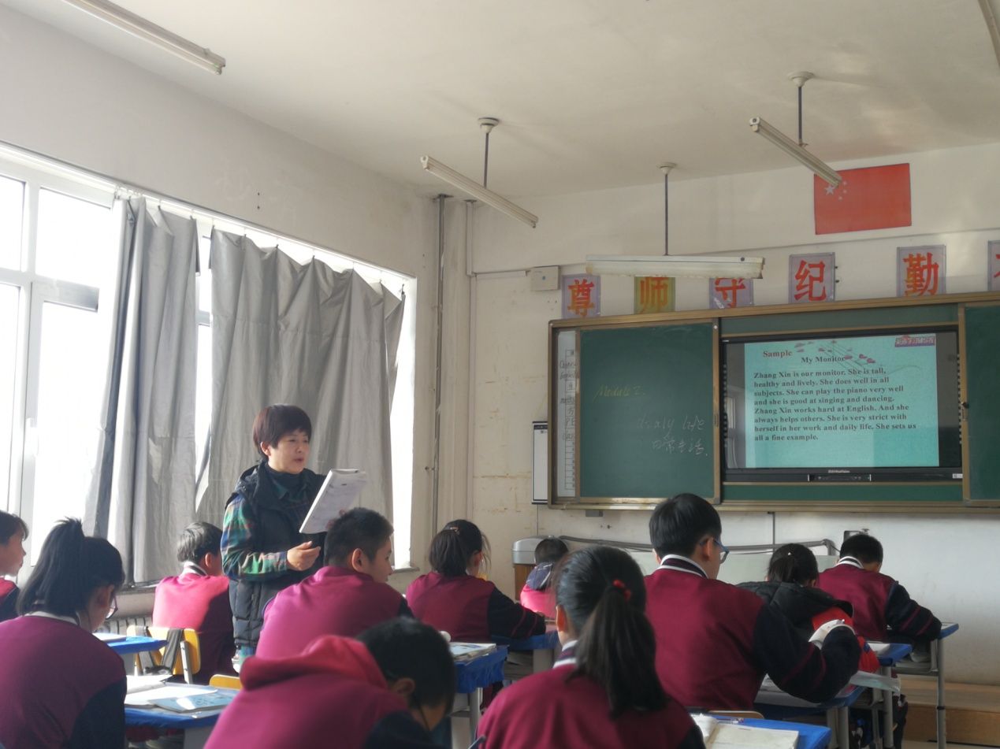 尊 师 守 纪 勤
Module 2.
dialy life
日常生活.
Sample
My Monitor
Zhang Xin is our monitor. She is tall,
healthy and lively. She does well in all
subjects. She can play the piano very well
and she is good at singing and dancing.
Zhang Xin works hard at English. And she
always helps others. She is very strict with
herself in her work and daily life. She sets us
all a fine example.